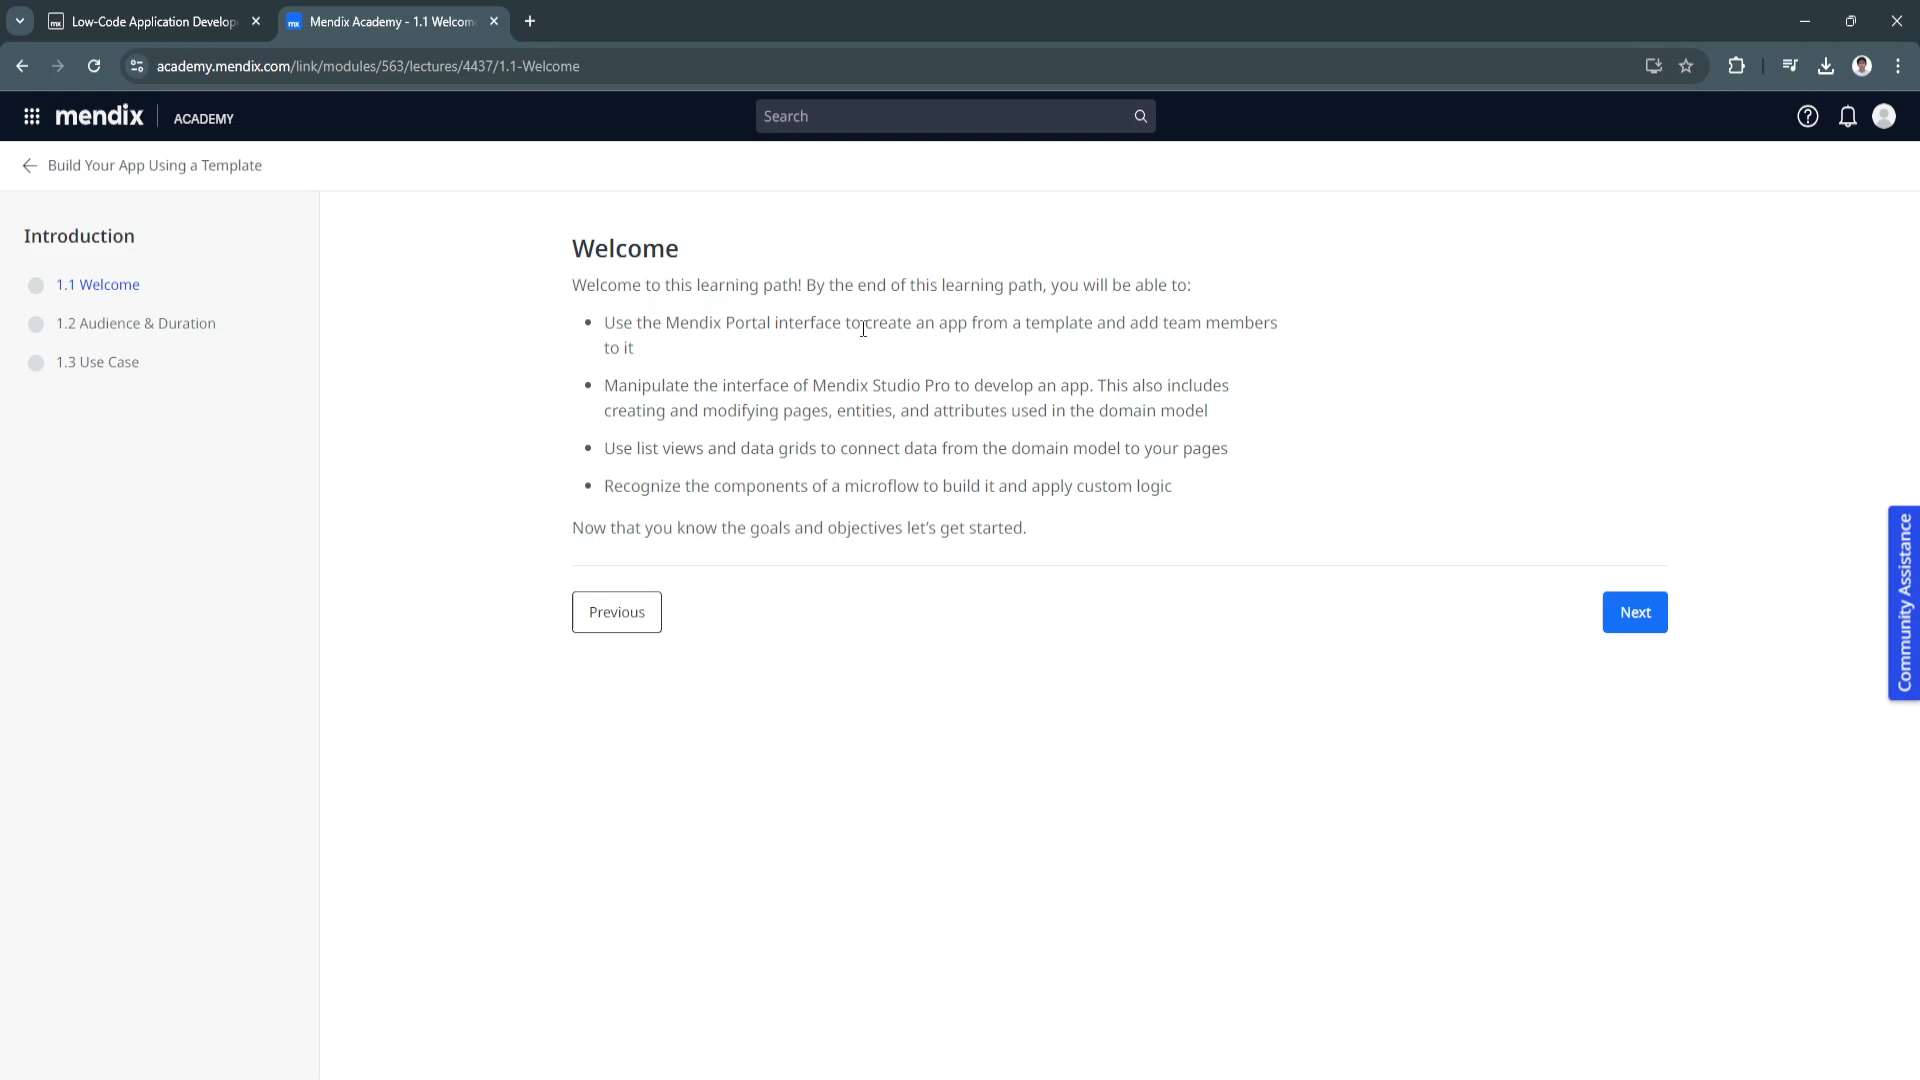 Low-Code Application Develop
Mendix Academy - 1.1 Welcom
academy.mendix.com/link/modules/563/lectures/4437/1.1-Welcome
mendix
ACADEMY
Search
Build Your App Using a Template
Introduction
1.1 Welcome
1.2 Audience & Duration
1.3 Use Case
Welcome
Welcome to this learning path! By the end of this learning path, you will be able to:
Use the Mendix Portal interface to create an app from a template and add team members
to it
Manipulate the interface of Mendix Studio Pro to develop an app. This also includes
creating and modifying pages, entities, and attributes used in the domain model
Use list views and data grids to connect data from the domain model to your pages
Recognize the components of a microflow to build it and apply custom logic
Now that you know the goals and objectives let's get started.
Previous
Next
Community Assistance